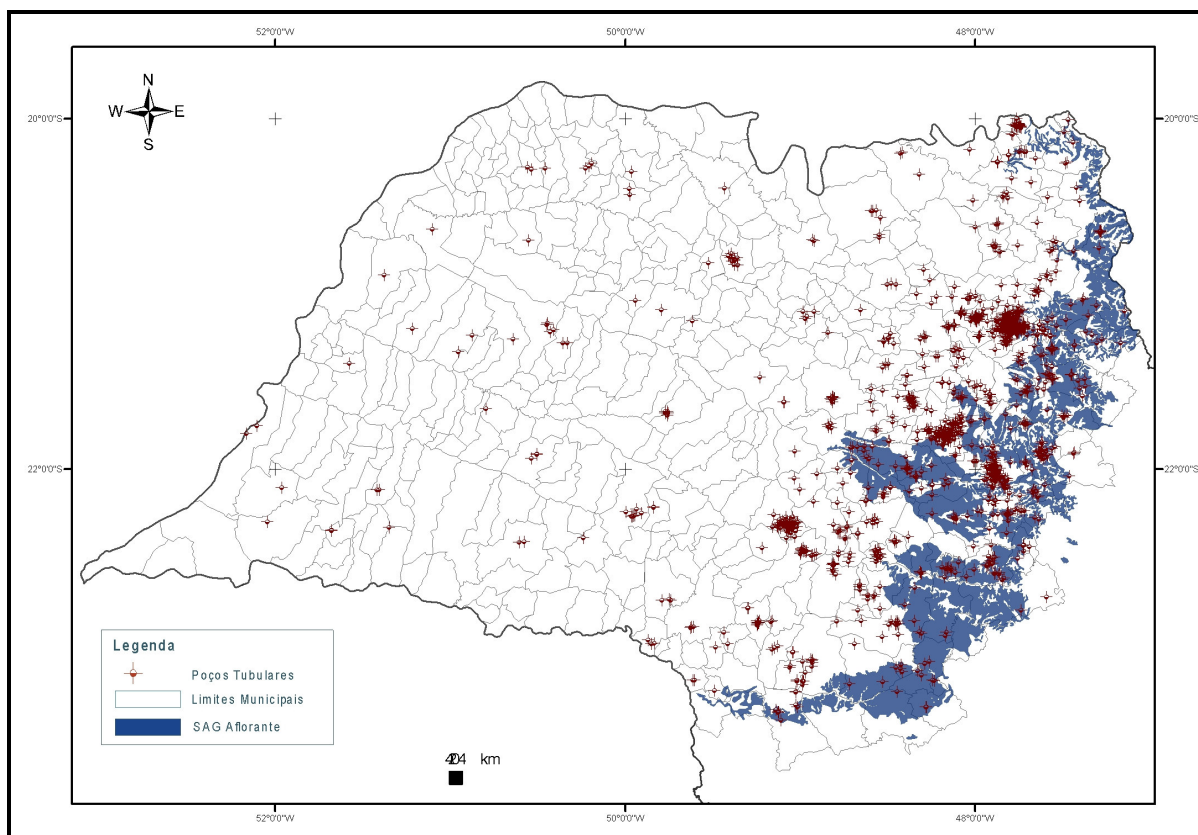 52°0'0"W 50°0'0"W 48°0'0"W
N
W E
S
20°0'0"S 20°0'0"S
22°0'0"S 22°0'0"S
Legenda
Poços Tubulares
Limites Municipais
SAG Aflorante
km
52°0'0"W 50°0'0"W 48°0'0"W